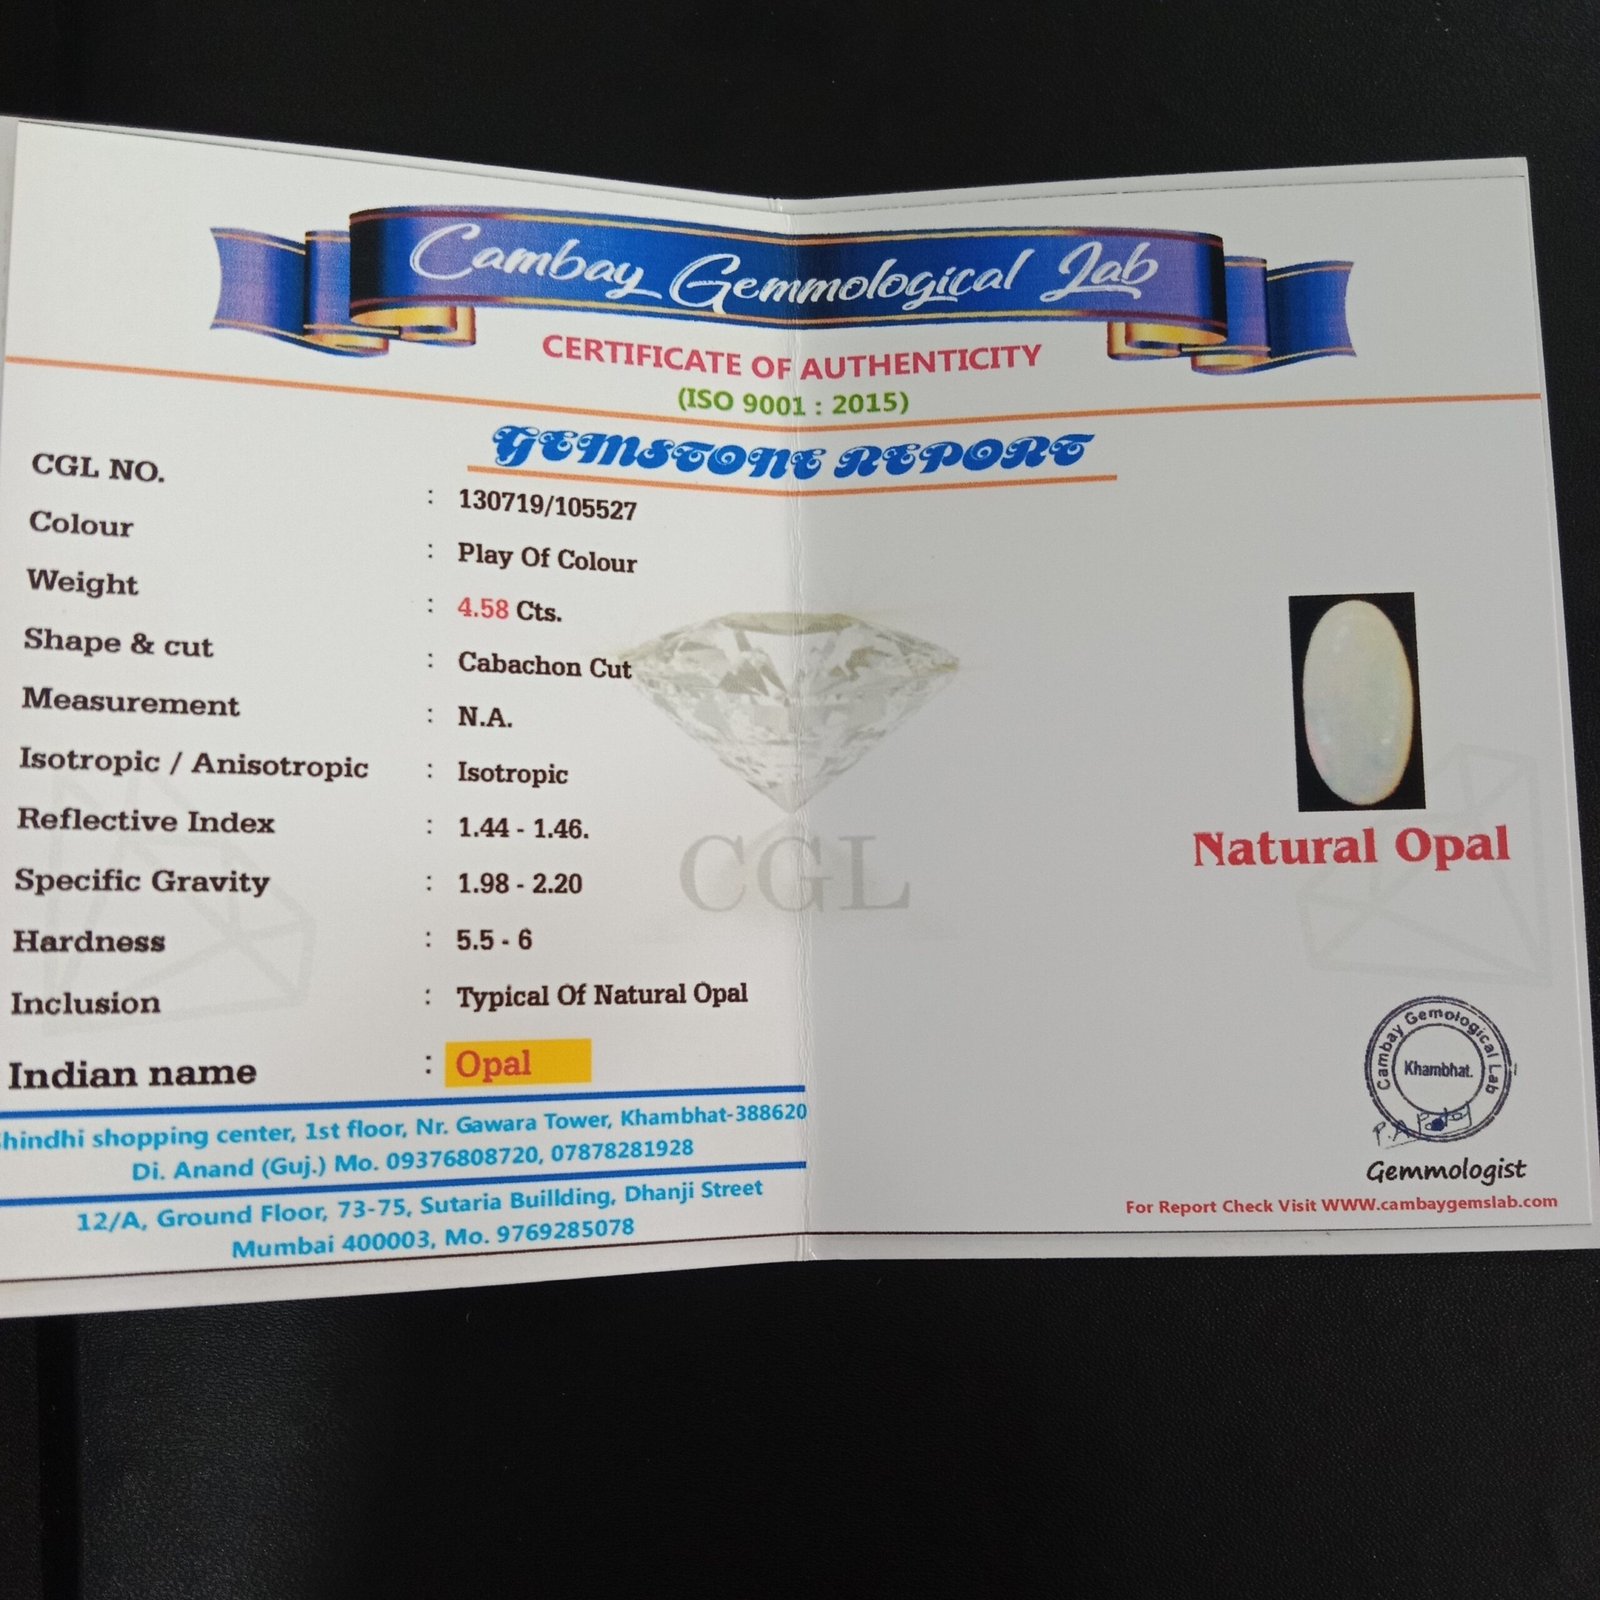 Cambay Gemmological Lab
CERTIFICATE OF AUTHENTICITY
(ISO 9001 : 2015)
GEMSTONE REPORT
CGL NO. : 130719/105527
Colour : Play Of Colour
Weight : 4.58 Cts.
Shape & cut : Cabachon Cut
Measurement : N.A.
Isotropic / Anisotropic : Isotropic
Reflective Index : 1.44 - 1.46.
Specific Gravity : 1.98 - 2.20
Hardness : 5.5 - 6
Inclusion : Typical Of Natural Opal
Indian name : Opal
CGL
hindhi shopping center, 1st floor, Nr. Gawara Tower, Khambhat-388620
Di. Anand (Guj.) Mo. 09376808720, 07878281928
12/A, Ground Floor, 73-75, Sutaria Buillding, Dhanji Street
Mumbai 400003, Mo. 9769285078
Natural Opal
Cambay Gemological Lab
Khambhat.
Gemmologist
For Report Check Visit WWW.cambaygemslab.com